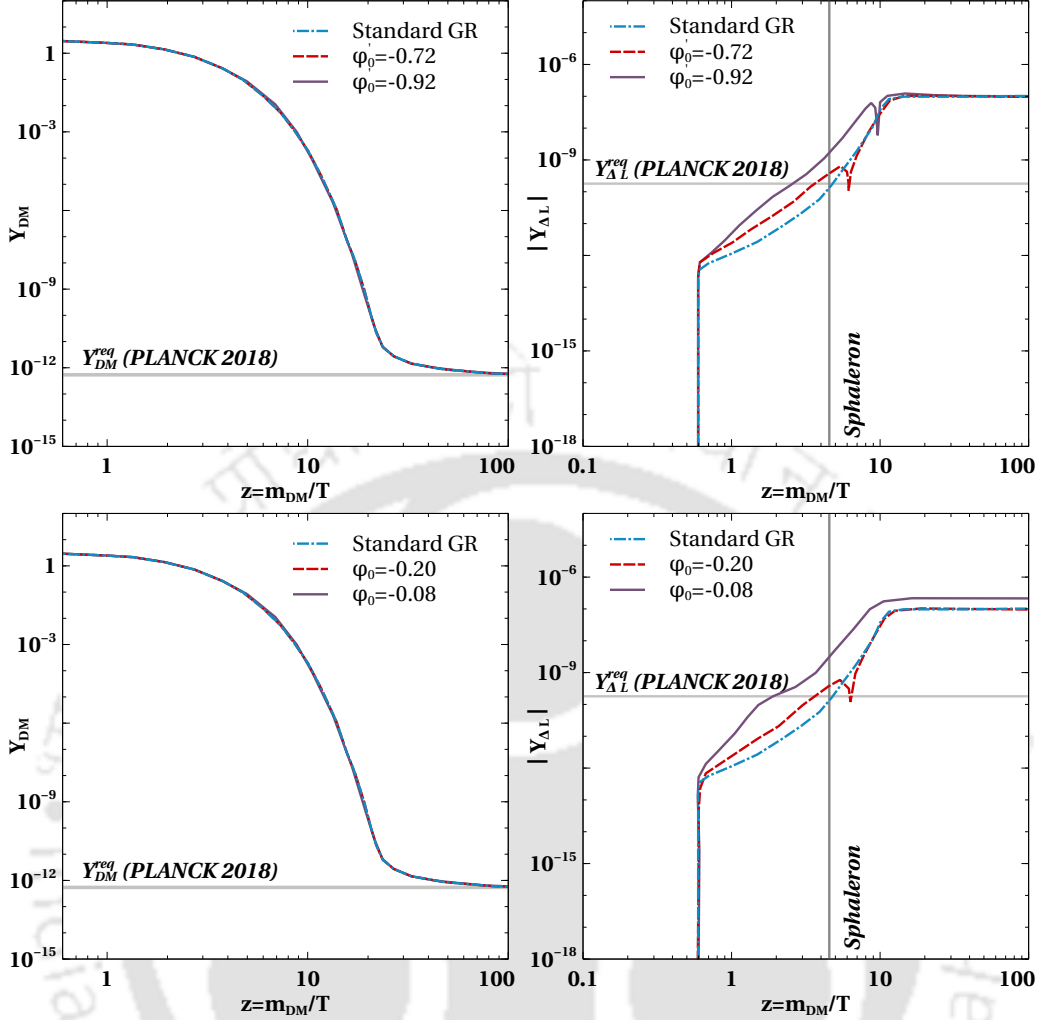 Standard GR
φ₀'=-0.72
φ₀'=-0.92
1
10⁻³
10⁻⁶
10⁻⁹
10⁻¹²
10⁻¹⁵
Y_DM
Y_DM^req (PLANCK 2018)
1
10
100
z=m_DM/T
Standard GR
φ₀'=-0.72
φ₀'=-0.92
10⁻⁶
10⁻⁹
10⁻¹⁵
10⁻¹⁸
|Y_ΔL|
Y_ΔL^req (PLANCK 2018)
Sphaleron
0.1
1
10
100
z=m_DM/T
Standard GR
φ₀=-0.20
φ₀=-0.08
1
10⁻³
10⁻⁶
10⁻⁹
10⁻¹²
10⁻¹⁵
Y_DM
Y_DM^req (PLANCK 2018)
1
10
100
z=m_DM/T
Standard GR
φ₀=-0.20
φ₀=-0.08
10⁻⁶
10⁻⁹
10⁻¹⁵
10⁻¹⁸
|Y_ΔL|
Y_ΔL^req (PLANCK 2018)
Sphaleron
0.1
1
10
100
z=m_DM/T